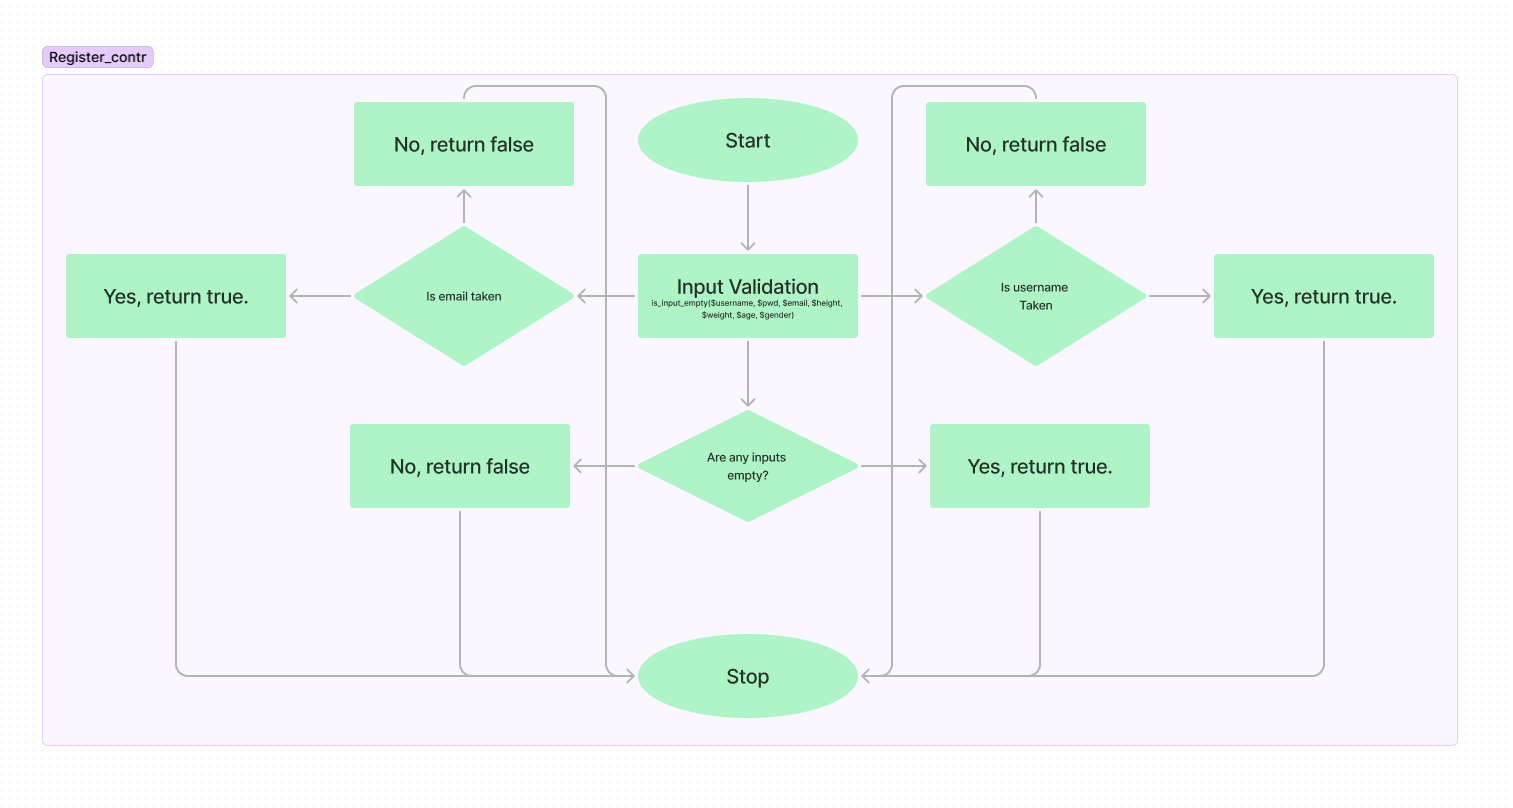 Register_contr
No, return false
Start
No, return false
Yes, return true.
Is email taken
Input Validation
is_input_empty($username, $pwd, $email, $height,
$weight, $age, $gender)
Is username
Taken
Yes, return true.
No, return false
Are any inputs
empty?
Yes, return true.
Stop